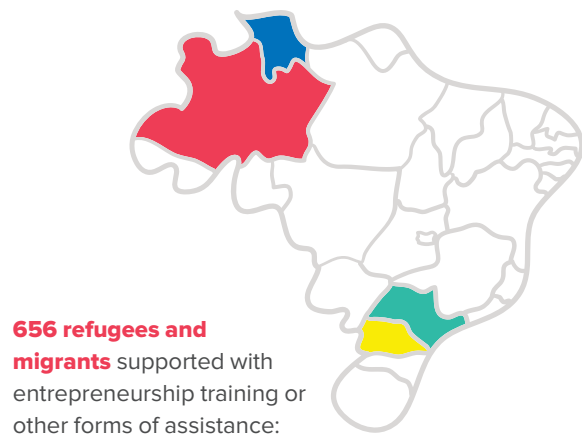 656 refugees and
migrants supported with
entrepreneurship training or
other forms of assistance: